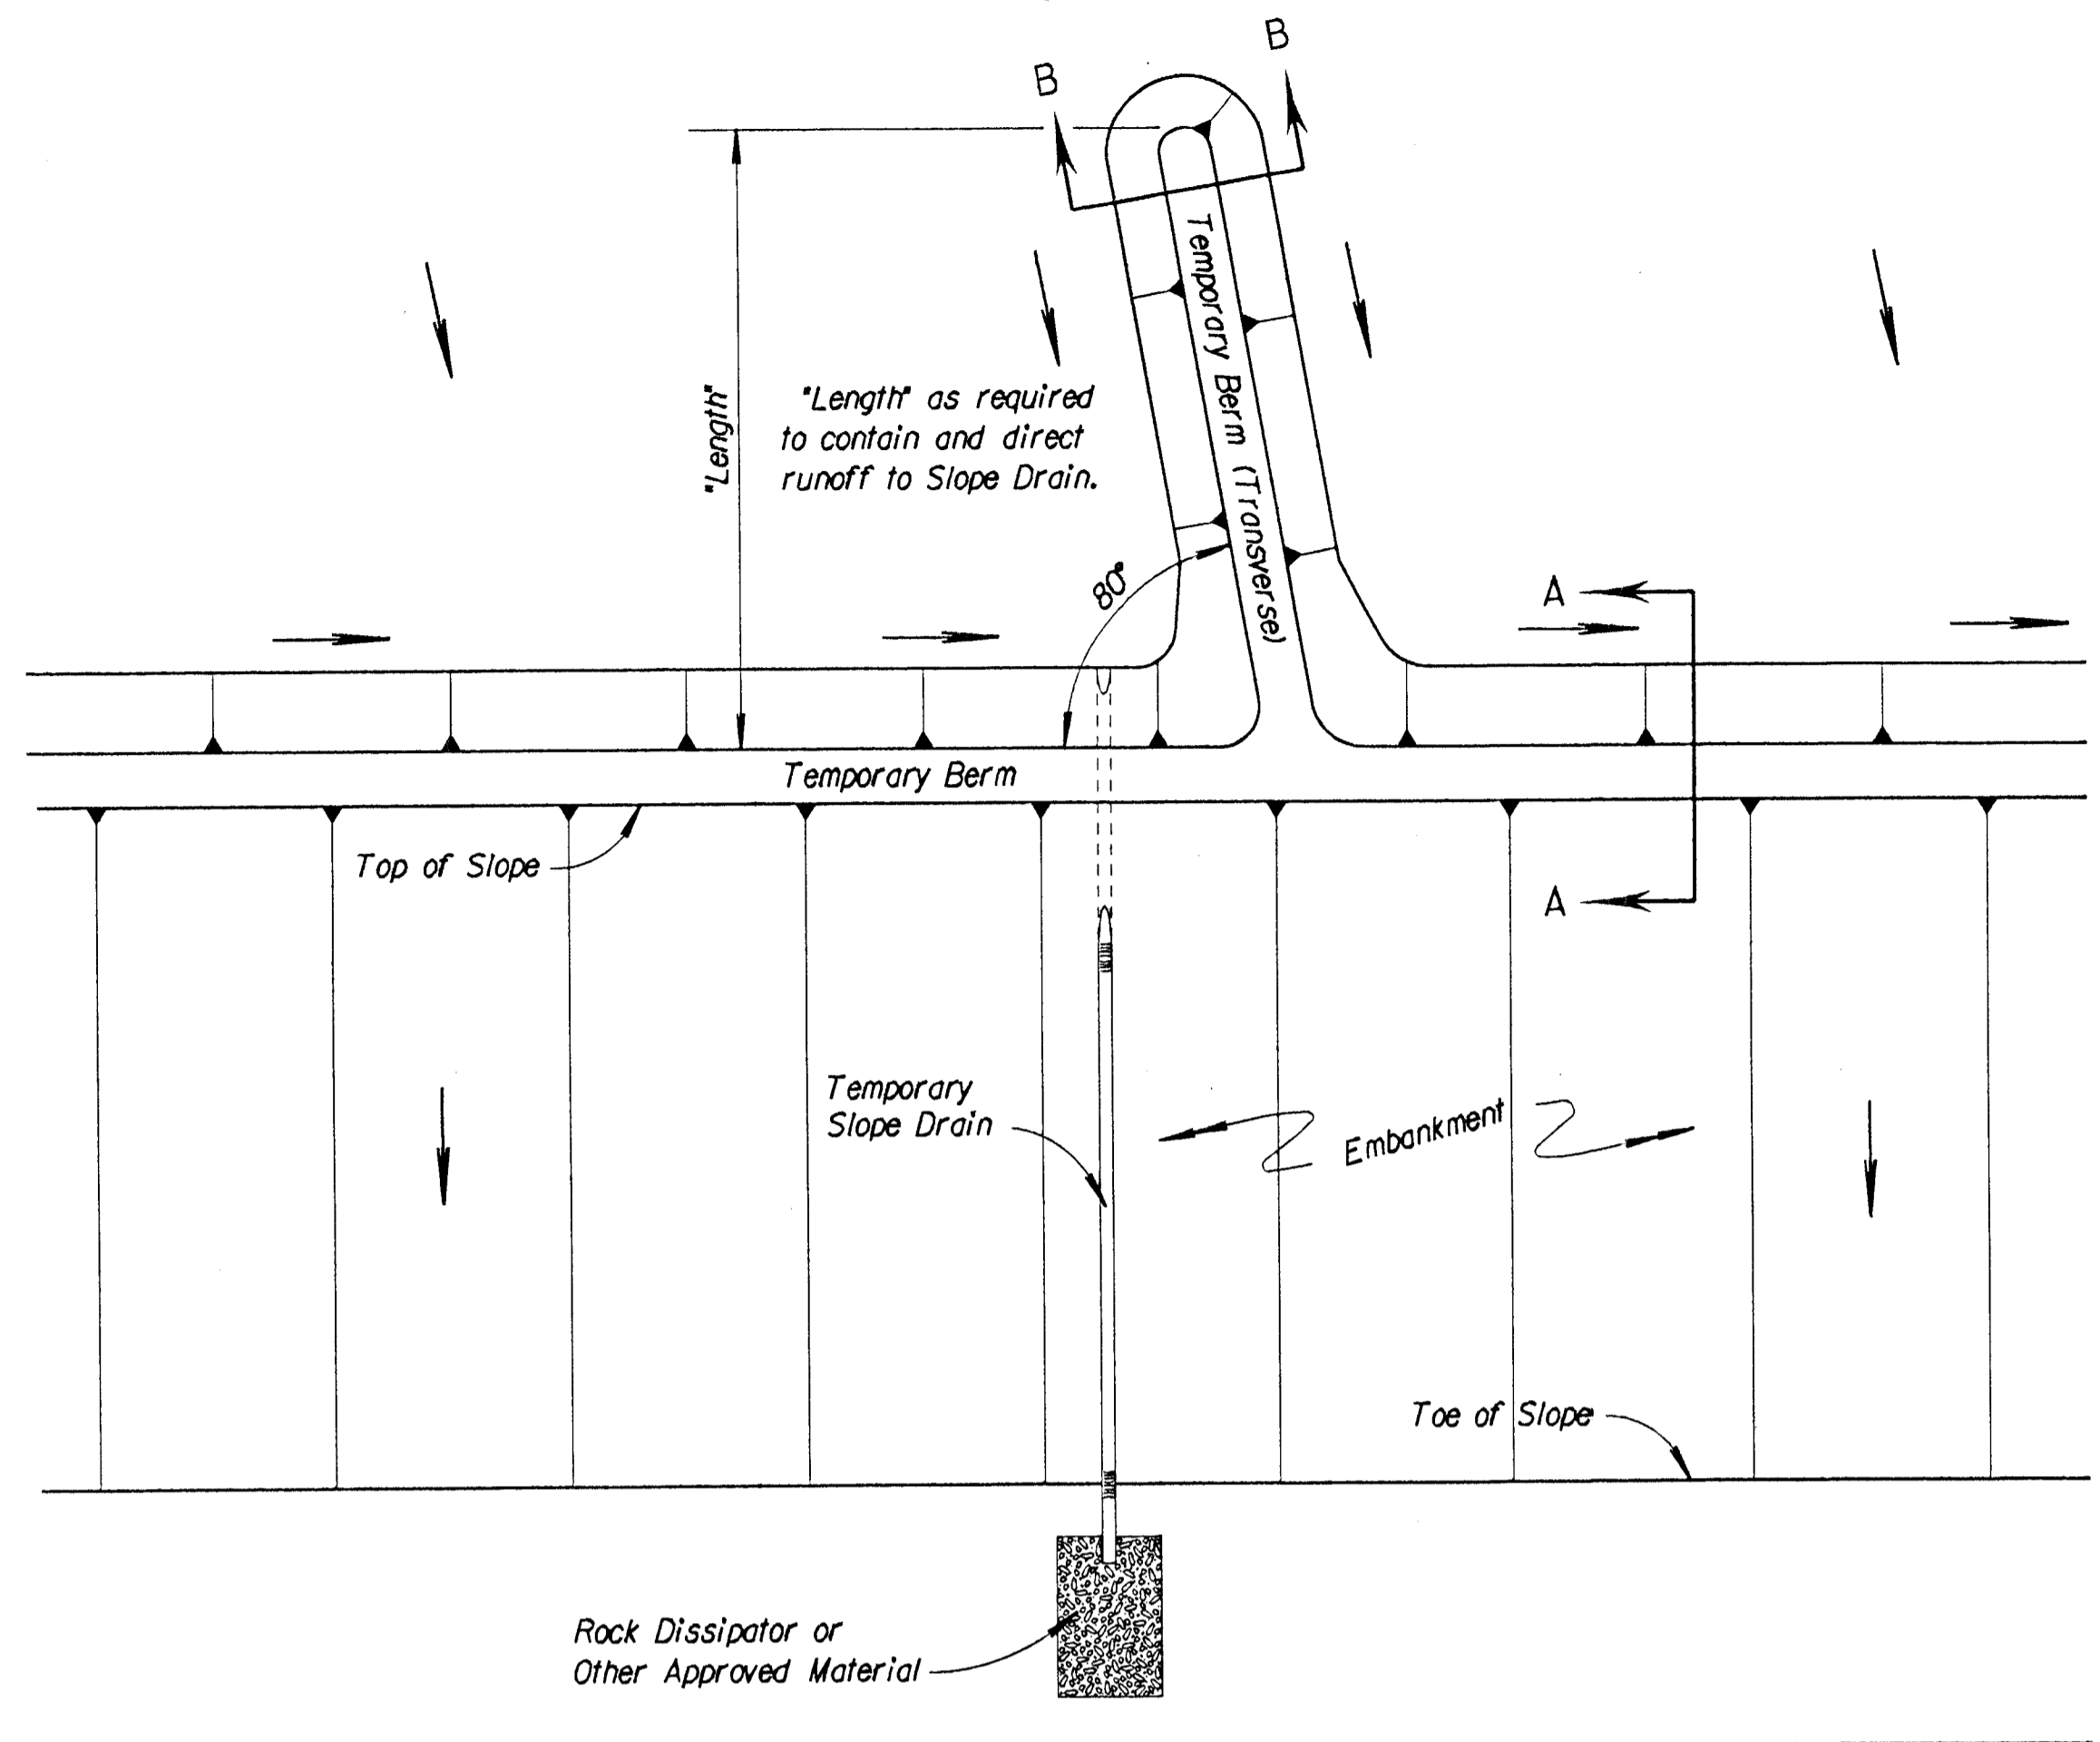 B
B
"Length"
"Length" as required
to contain and direct
runoff to Slope Drain.
Temporary Berm (Transverse)
80°
A
Temporary Berm
Top of Slope
A
Temporary
Slope Drain
Embankment
Toe of Slope
Rock Dissipator or
Other Approved Material